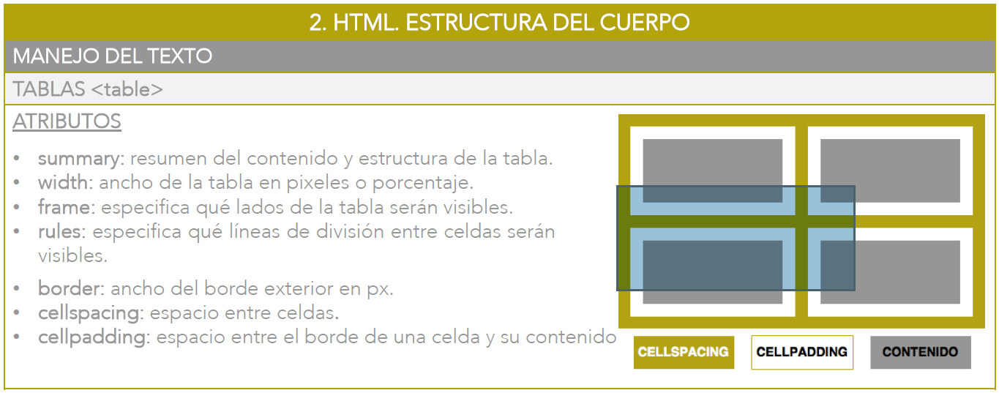 2. HTML. ESTRUCTURA DEL CUERPO
MANEJO DEL TEXTO
TABLAS <table>
ATRIBUTOS
• summary: resumen del contenido y estructura de la tabla.
• width: ancho de la tabla en pixeles o porcentaje.
• frame: especifica qué lados de la tabla serán visibles.
• rules: especifica qué líneas de división entre celdas serán
visibles.
• border: ancho del borde exterior en px.
• cellspacing: espacio entre celdas.
• cellpadding: espacio entre el borde de una celda y su contenido
CELLSPACING CELLPADDING CONTENIDO